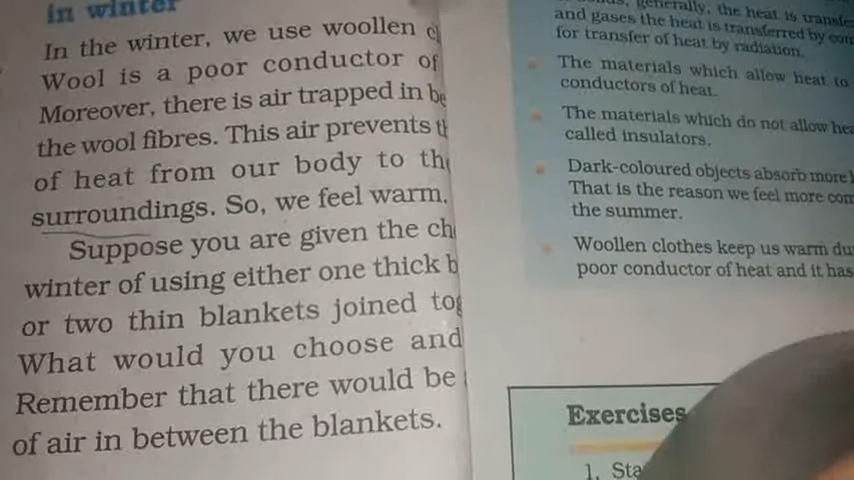 in winter
In the winter, we use woollen
Wool is a poor conductor of
Moreover, there is air trapped in
the wool fibres. This air prevents
of heat from our body to
surroundings. So, we feel warm.
Suppose you are given the
winter of using either one thick
or two thin blankets joined
What would you choose and
Remember that there would be
of air in between the blankets.
generally, the heat is
and gases the heat is transferred by
for transfer of heat by radiation.
The materials which allow heat to
conductors of heat.
The materials which do not allow
called insulators.
Dark-coloured objects absorb more
That is the reason we feel more
the summer.
Woollen clothes keep us warm
poor conductor of heat and it has
Exercises
1.